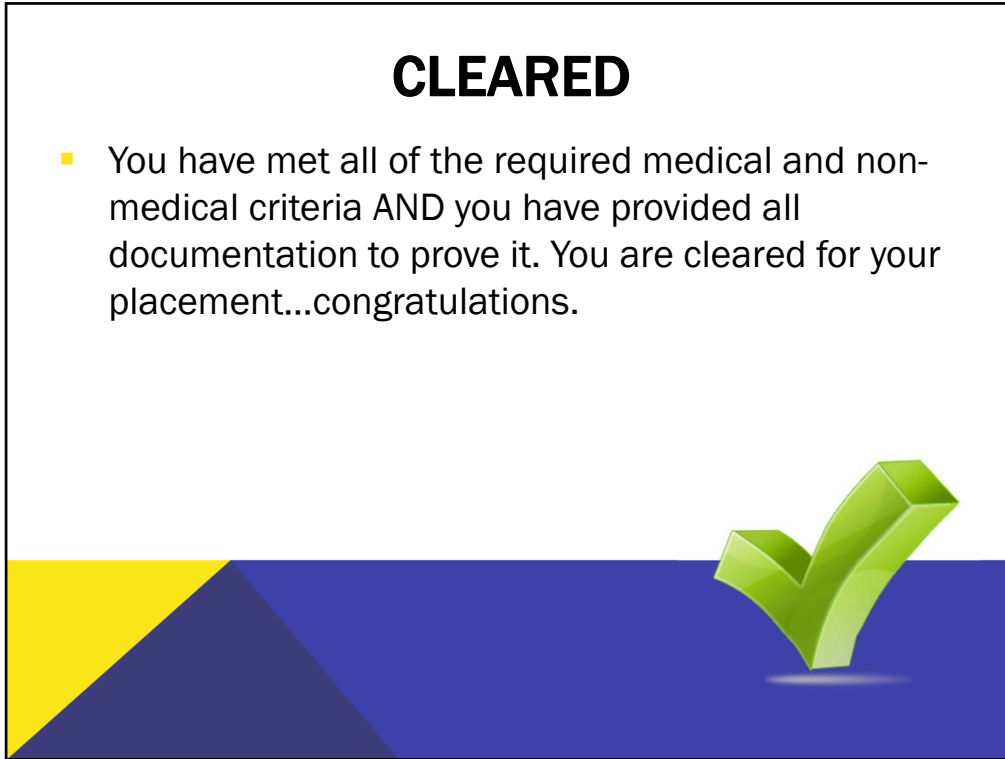 CLEARED
You have met all of the required medical and non-
medical criteria AND you have provided all
documentation to prove it. You are cleared for your
placement...congratulations.